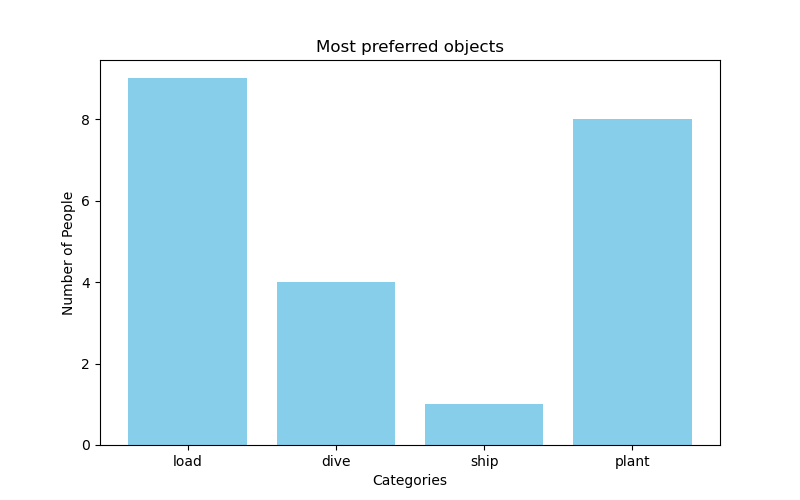 Most preferred objects
8
6
4
2
0
Number of People
load dive ship plant
Categories